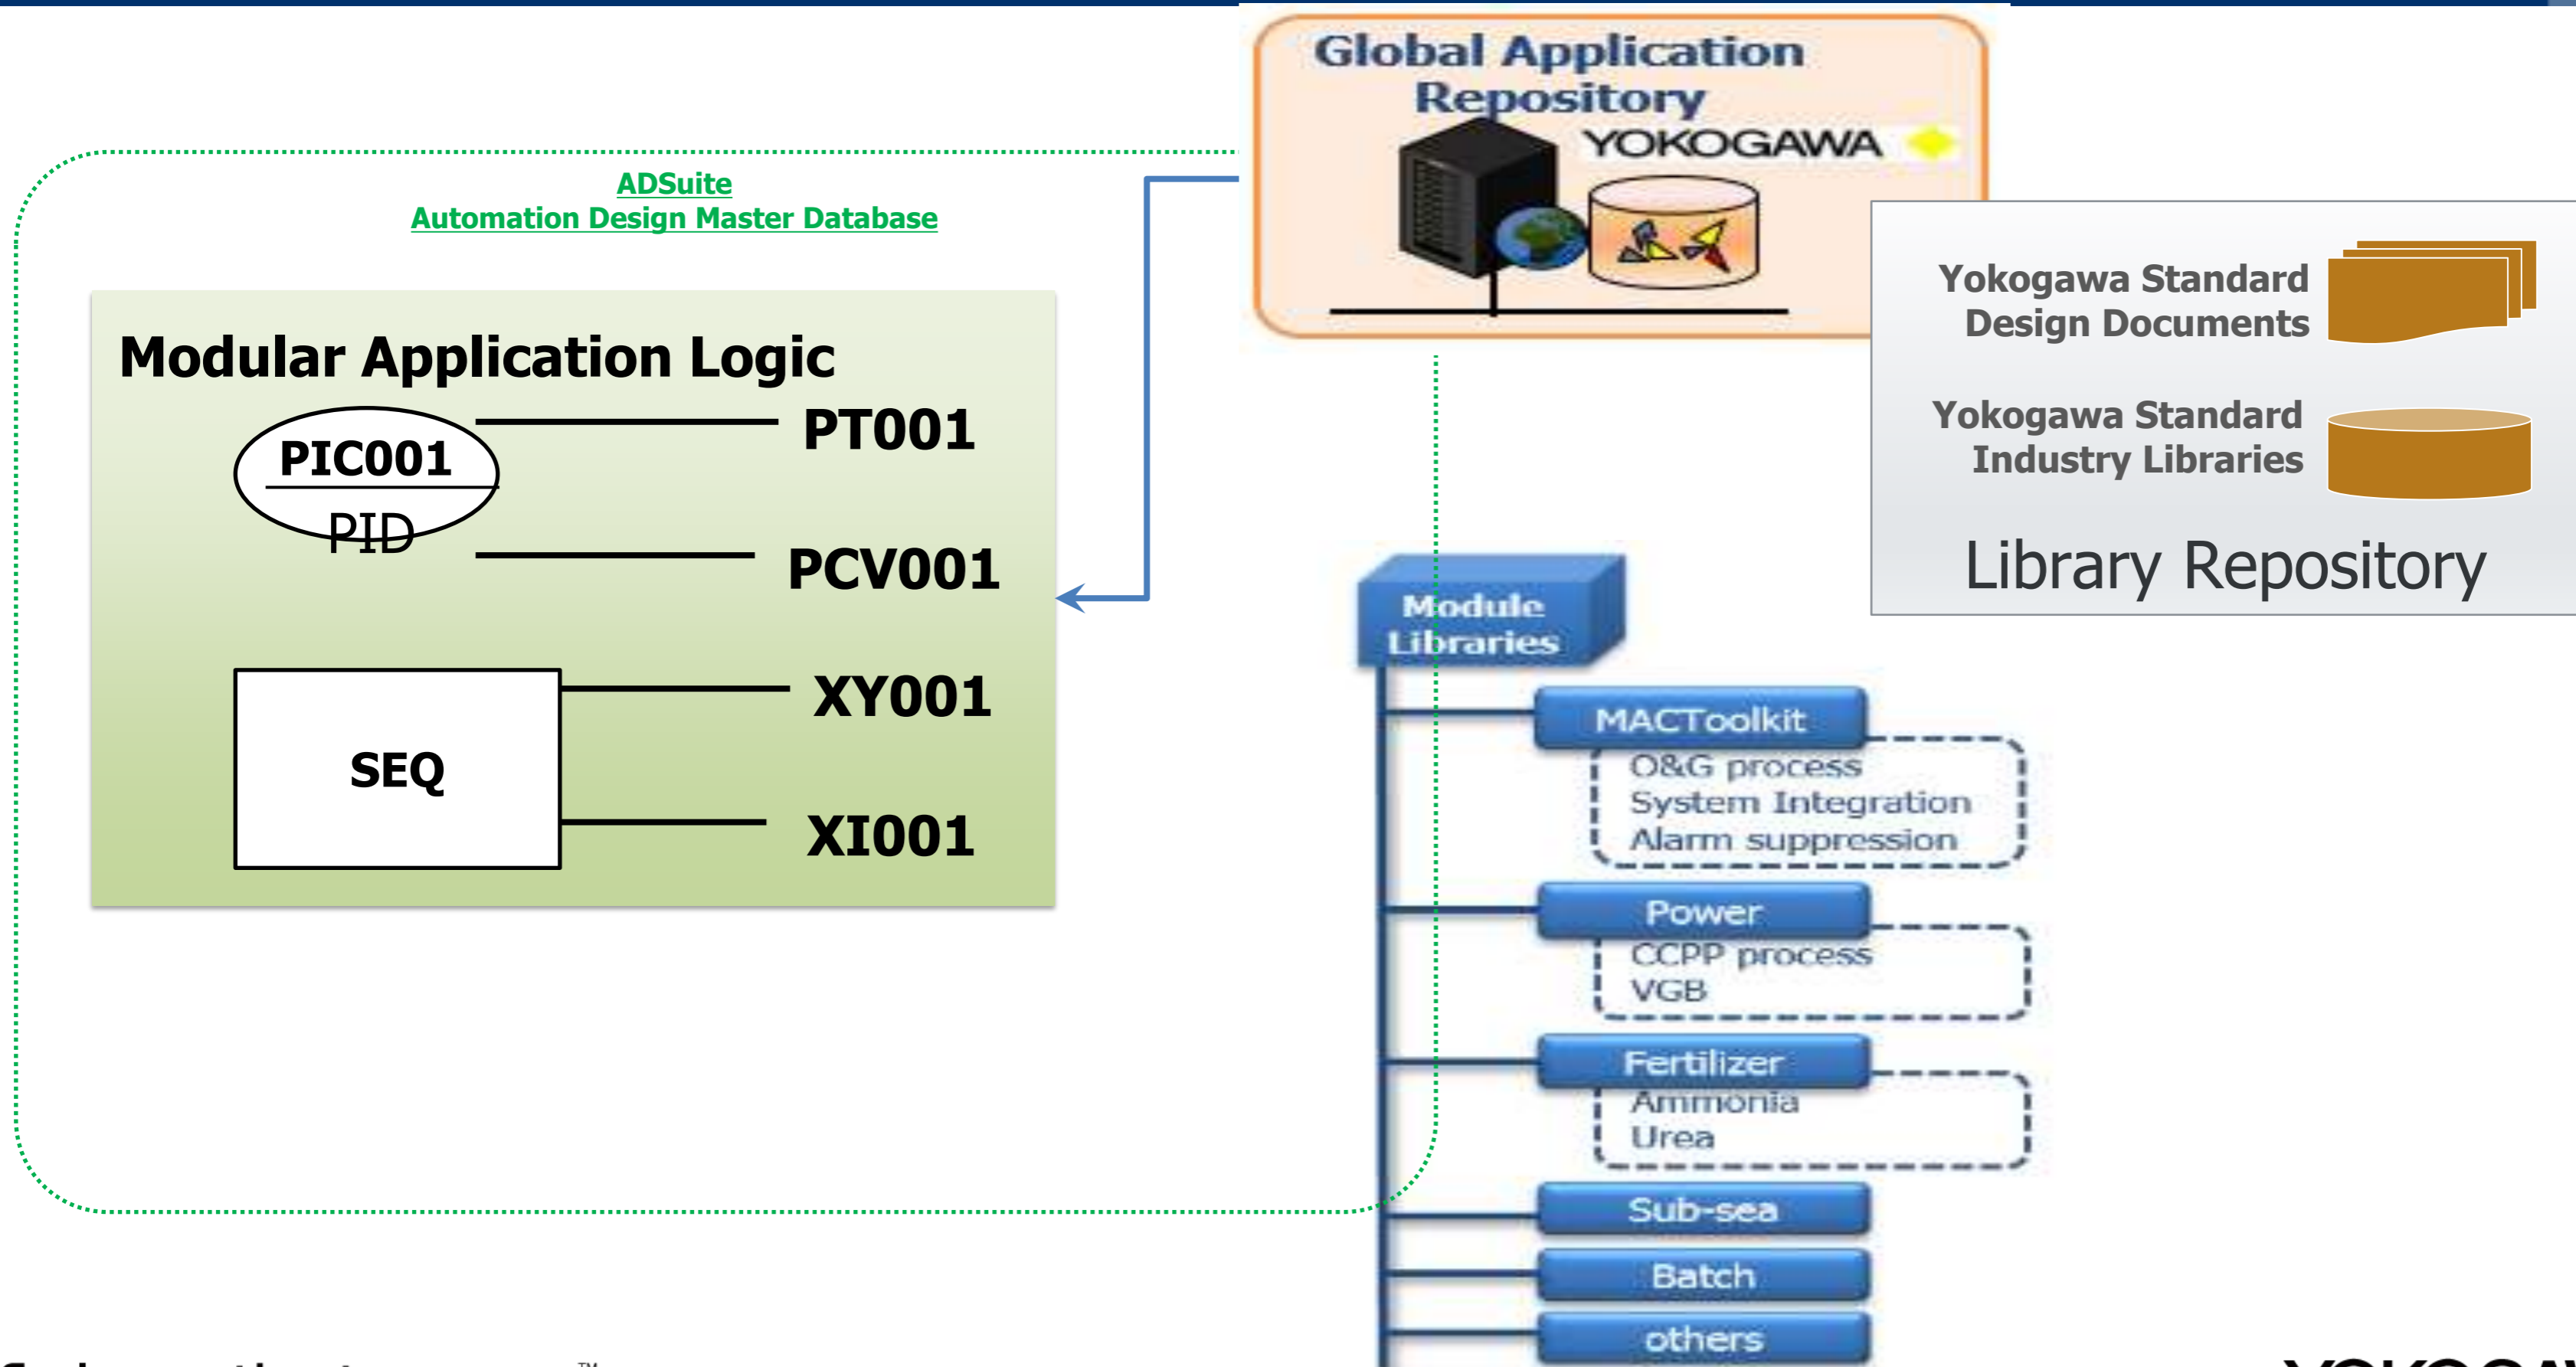 Global Application
Repository
YOKOGAWA
ADSuite
Automation Design Master Database
Modular Application Logic
PIC001
PID
PT001
PCV001
SEQ
XY001
XI001
Yokogawa Standard
Design Documents
Yokogawa Standard
Industry Libraries
Library Repository
Module
Libraries
MACToolkit
O&G process
System Integration
Alarm suppression
Power
CCPP process
VGB
Fertilizer
Ammonia
Urea
Sub-sea
Batch
others